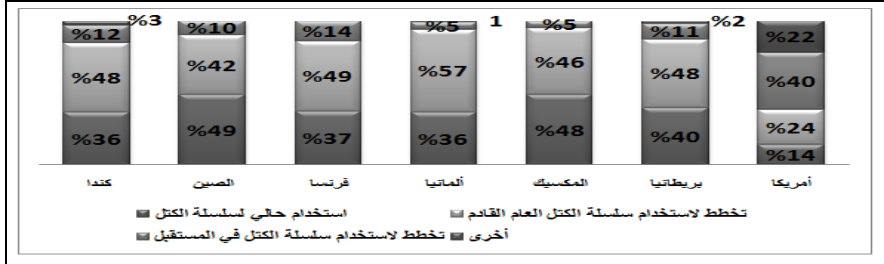 %3 1 %2
%12 %10 %14 %5 %5 %11 %22
%48 %42 %49 %57 %46 %48 %40
%36 %49 %37 %36 %48 %40 %24
%14
كندا الصين فرنسا ألمانيا المكسيك بريطانيا أمريكا
استخدام حالي لسلسلة الكتل تخطط لاستخدام سلسلة الكتل العام القادم
تخطط لاستخدام سلسلة الكتل في المستقبل أخرى